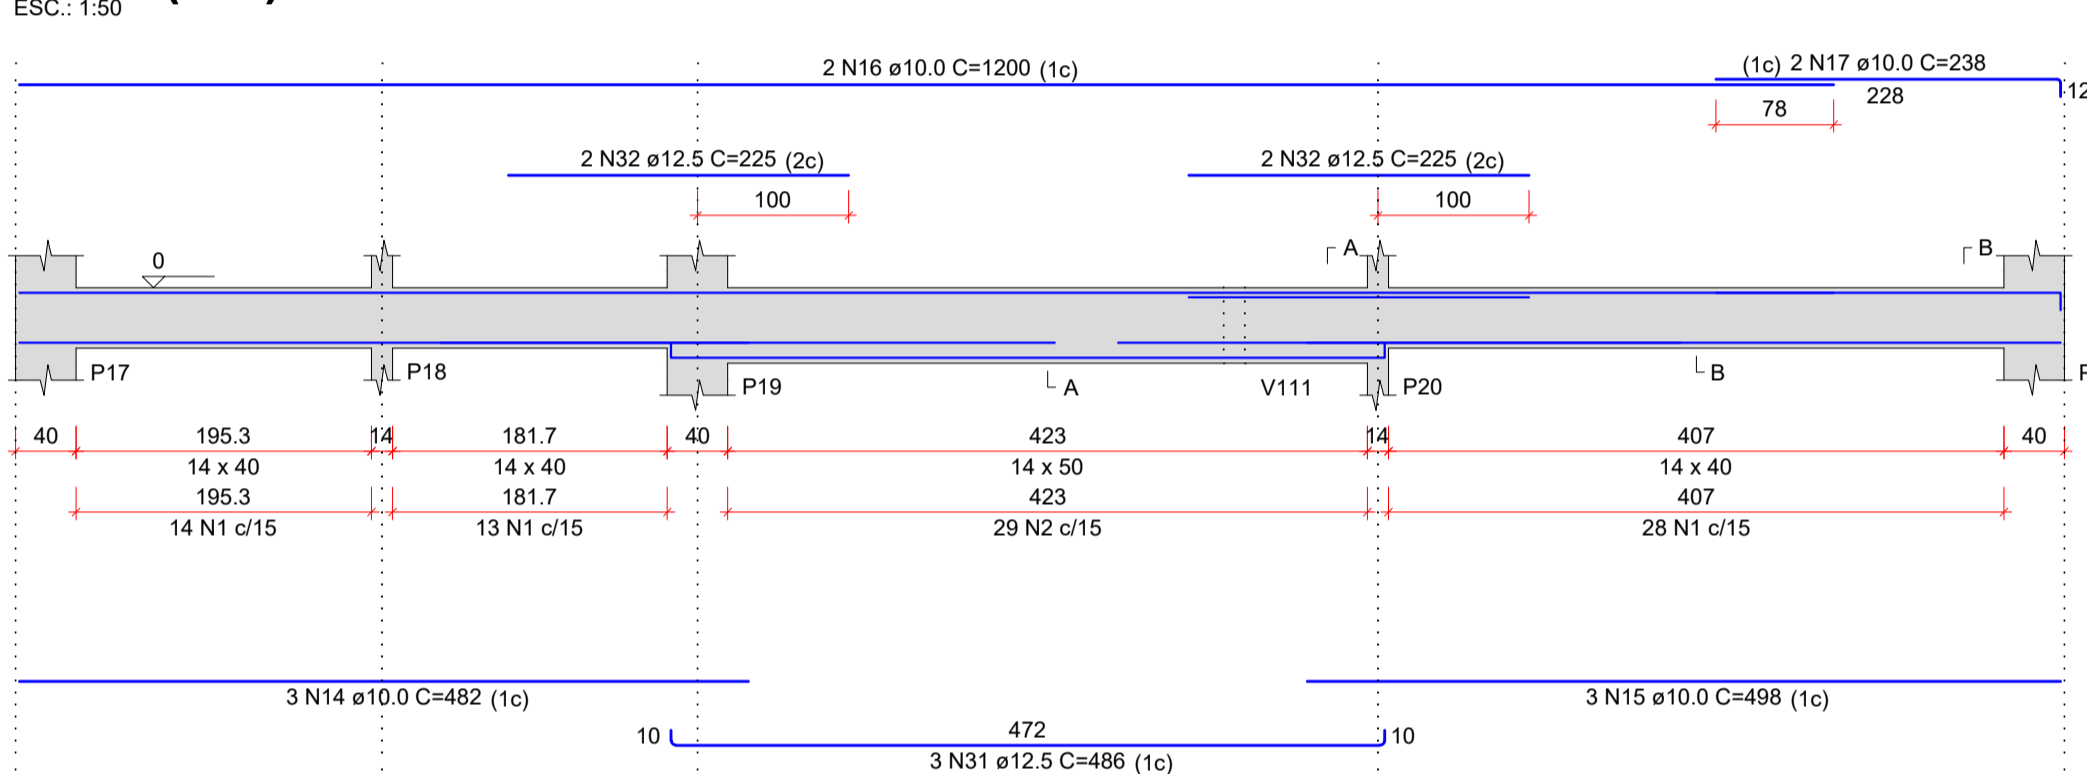 ESC.: 1:50
2 N16 ø10.0 C=1200 (1c)
(1c) 2 N17 ø10.0 C=238
228
12
78
2 N32 ø12.5 C=225 (2c)
2 N32 ø12.5 C=225 (2c)
100
100
0
A
B
P17
P18
P19
A
V111
P20
B
40
195.3
14
181.7
40
423
14
407
40
14 x 40
14 x 40
14 x 50
14 x 40
195.3
181.7
423
407
14 N1 c/15
13 N1 c/15
29 N2 c/15
28 N1 c/15
3 N14 ø10.0 C=482 (1c)
3 N15 ø10.0 C=498 (1c)
10
472
10
3 N31 ø12.5 C=486 (1c)